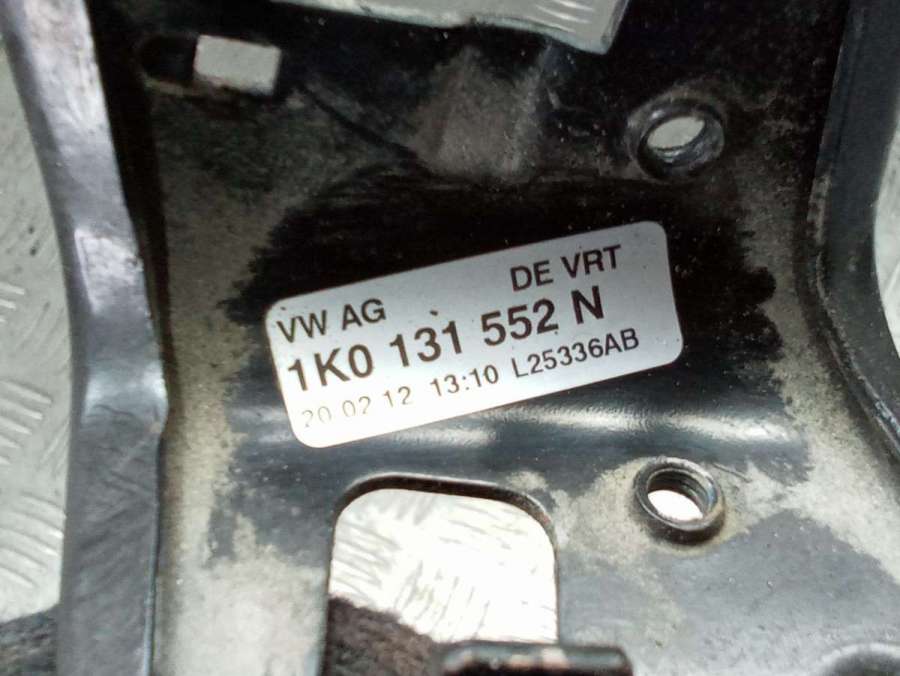 VW AG DE VRT
1K0 131 552 N
20 02 12 13:10 L25336AB